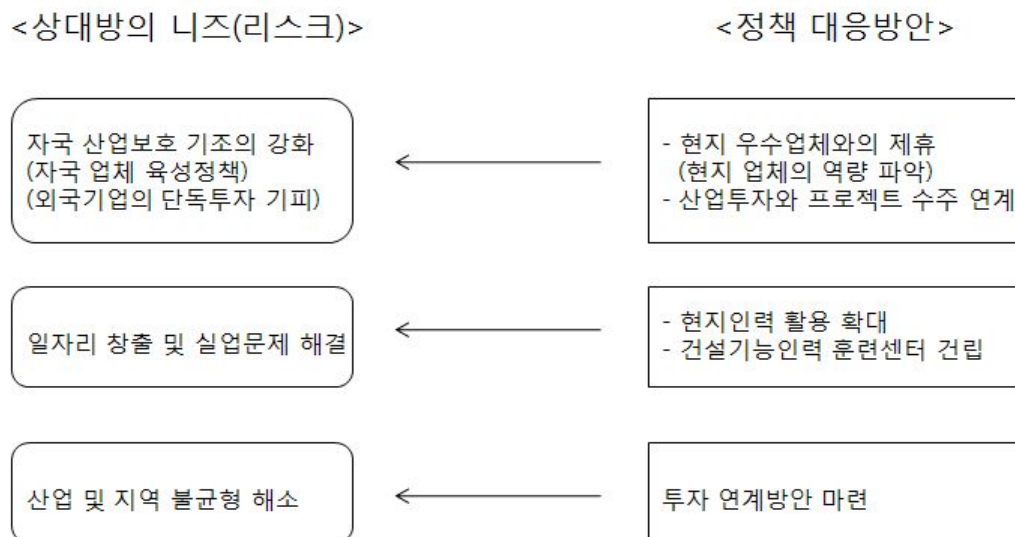 <상대방의 니즈(리스크)>
<정책 대응방안>
자국 산업보호 기조의 강화
(자국 업체 육성정책)
(외국기업의 단독투자 기피)
- 현지 우수업체와의 제휴
(현지 업체의 역량 파악)
- 산업투자와 프로젝트 수주 연계
일자리 창출 및 실업문제 해결
- 현지인력 활용 확대
- 건설기능인력 훈련센터 건립
산업 및 지역 불균형 해소
투자 연계방안 마련